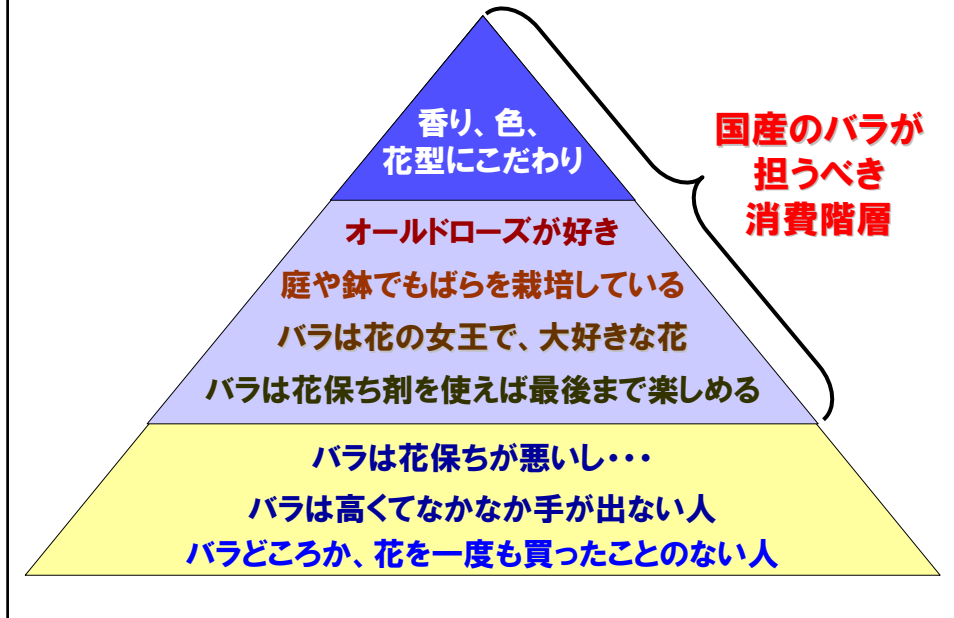 香り、色、
花型にこだわり
国産のバラが
担うべき
消費階層
オールドローズが好き
庭や鉢でもばらを栽培している
バラは花の女王で、大好きな花
バラは花保ち剤を使えば最後まで楽しめる
バラは花保ちが悪いし・・・
バラは高くてなかなか手が出ない人
バラどころか、花を一度も買ったことのない人